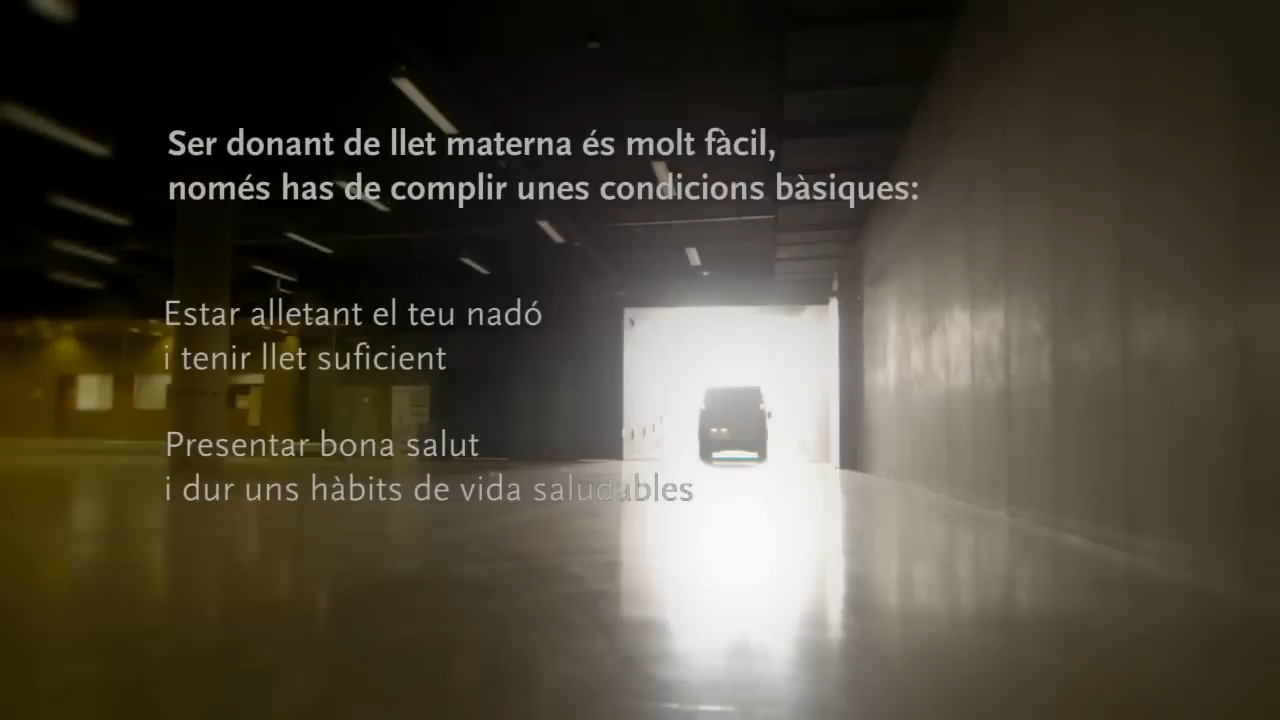 Ser donant de llet materna és molt fàcil,
només has de complir unes condicions bàsiques:
Estar alletant el teu nadó
i tenir llet suficient
Presentar bona salut
i dur uns hàbits de vida saludables